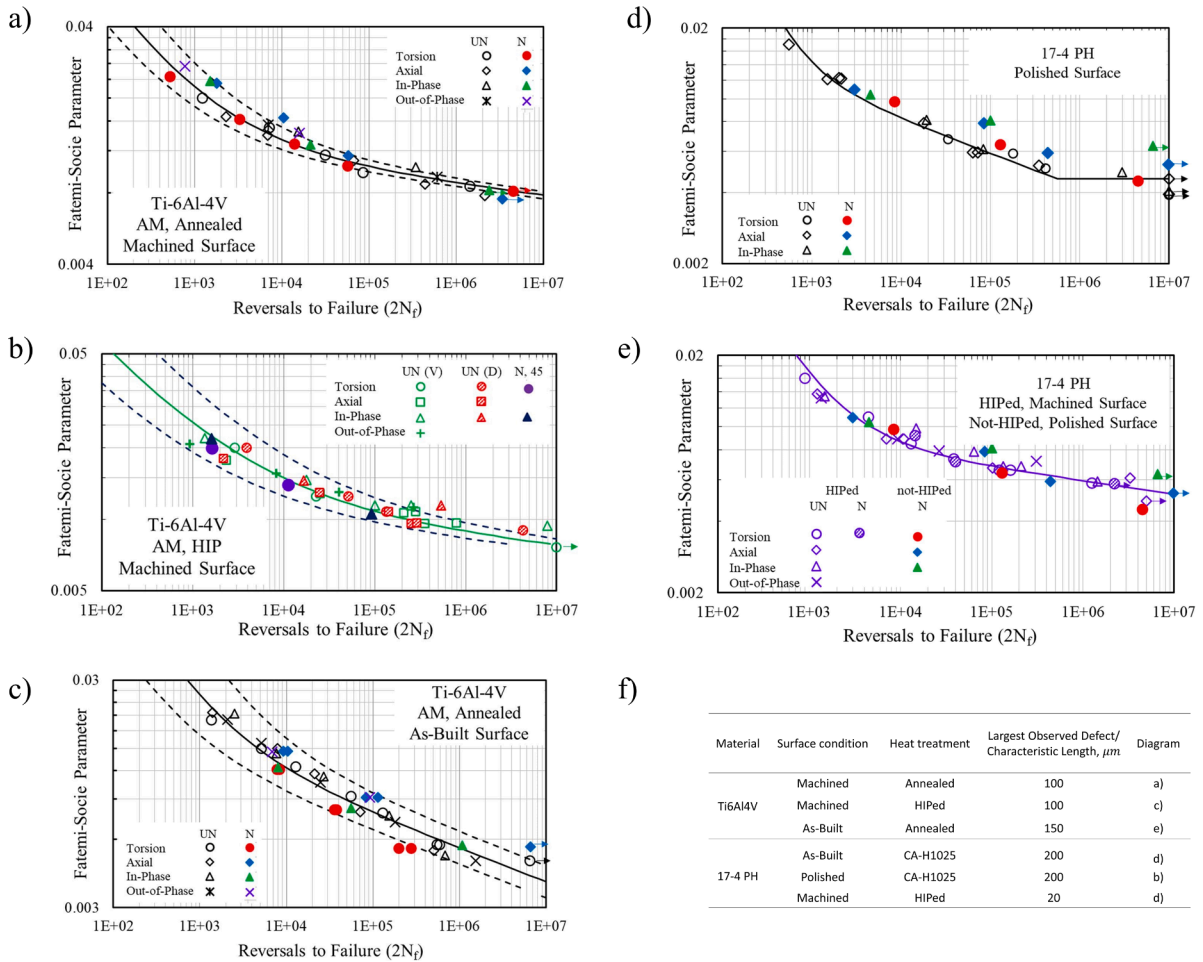 a)
0.04
Fatemi-Socie Parameter
0.004
UN N
Torsion
Axial
In-Phase
Out-of-Phase
Ti-6Al-4V
AM, Annealed
Machined Surface
1E+02 1E+03 1E+04 1E+05 1E+06 1E+07
Reversals to Failure (2Nf)
b)
0.05
Fatemi-Socie Parameter
0.005
UN (V) UN (D) N, 45
Torsion
Axial
In-Phase
Out-of-Phase
Ti-6Al-4V
AM, HIP
Machined Surface
1E+02 1E+03 1E+04 1E+05 1E+06 1E+07
Reversals to Failure (2Nf)
c)
0.03
Fatemi-Socie Parameter
0.003
Ti-6Al-4V
AM, Annealed
As-Built Surface
UN N
Torsion
Axial
In-Phase
Out-of-Phase
1E+02 1E+03 1E+04 1E+05 1E+06 1E+07
Reversals to Failure (2Nf)
d)
0.02
Fatemi-Socie Parameter
0.002
17-4 PH
Polished Surface
UN N
Torsion
Axial
In-Phase
1E+03 1E+04 1E+05 1E+06 1E+07
Reversals to Failure (2Nf)
e)
0.02
Fatemi-Socie Parameter
0.002
17-4 PH
HIPed, Machined Surface
Not-HIPed, Polished Surface
HIPed not-HIPed
UN N N
Torsion
Axial
In-Phase
Out-of-Phase
1E+02 1E+03 1E+04 1E+05 1E+06 1E+07
Reversals to Failure (2Nf)
f)
Material Surface condition Heat treatment Largest Observed Defect/ Diagram
Characteristic Length, μm
Machined Annealed 100 a)
Ti6Al4V Machined HIPed 100 c)
As-Built Annealed 150 e)
As-Built CA-H1025 200 d)
17-4 PH Polished CA-H1025 200 b)
Machined HIPed 20 d)